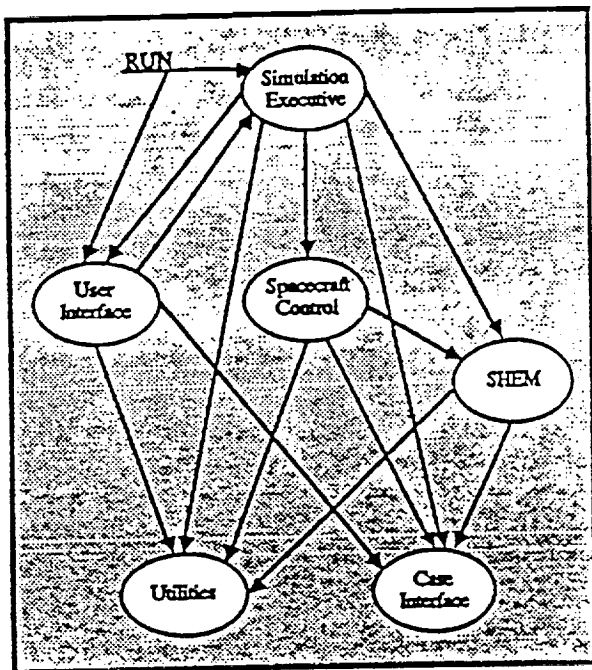 RUN
Simulation
Executive
User
Interface
Spacecraft
Control
SHEM
Utilities
Case
Interface